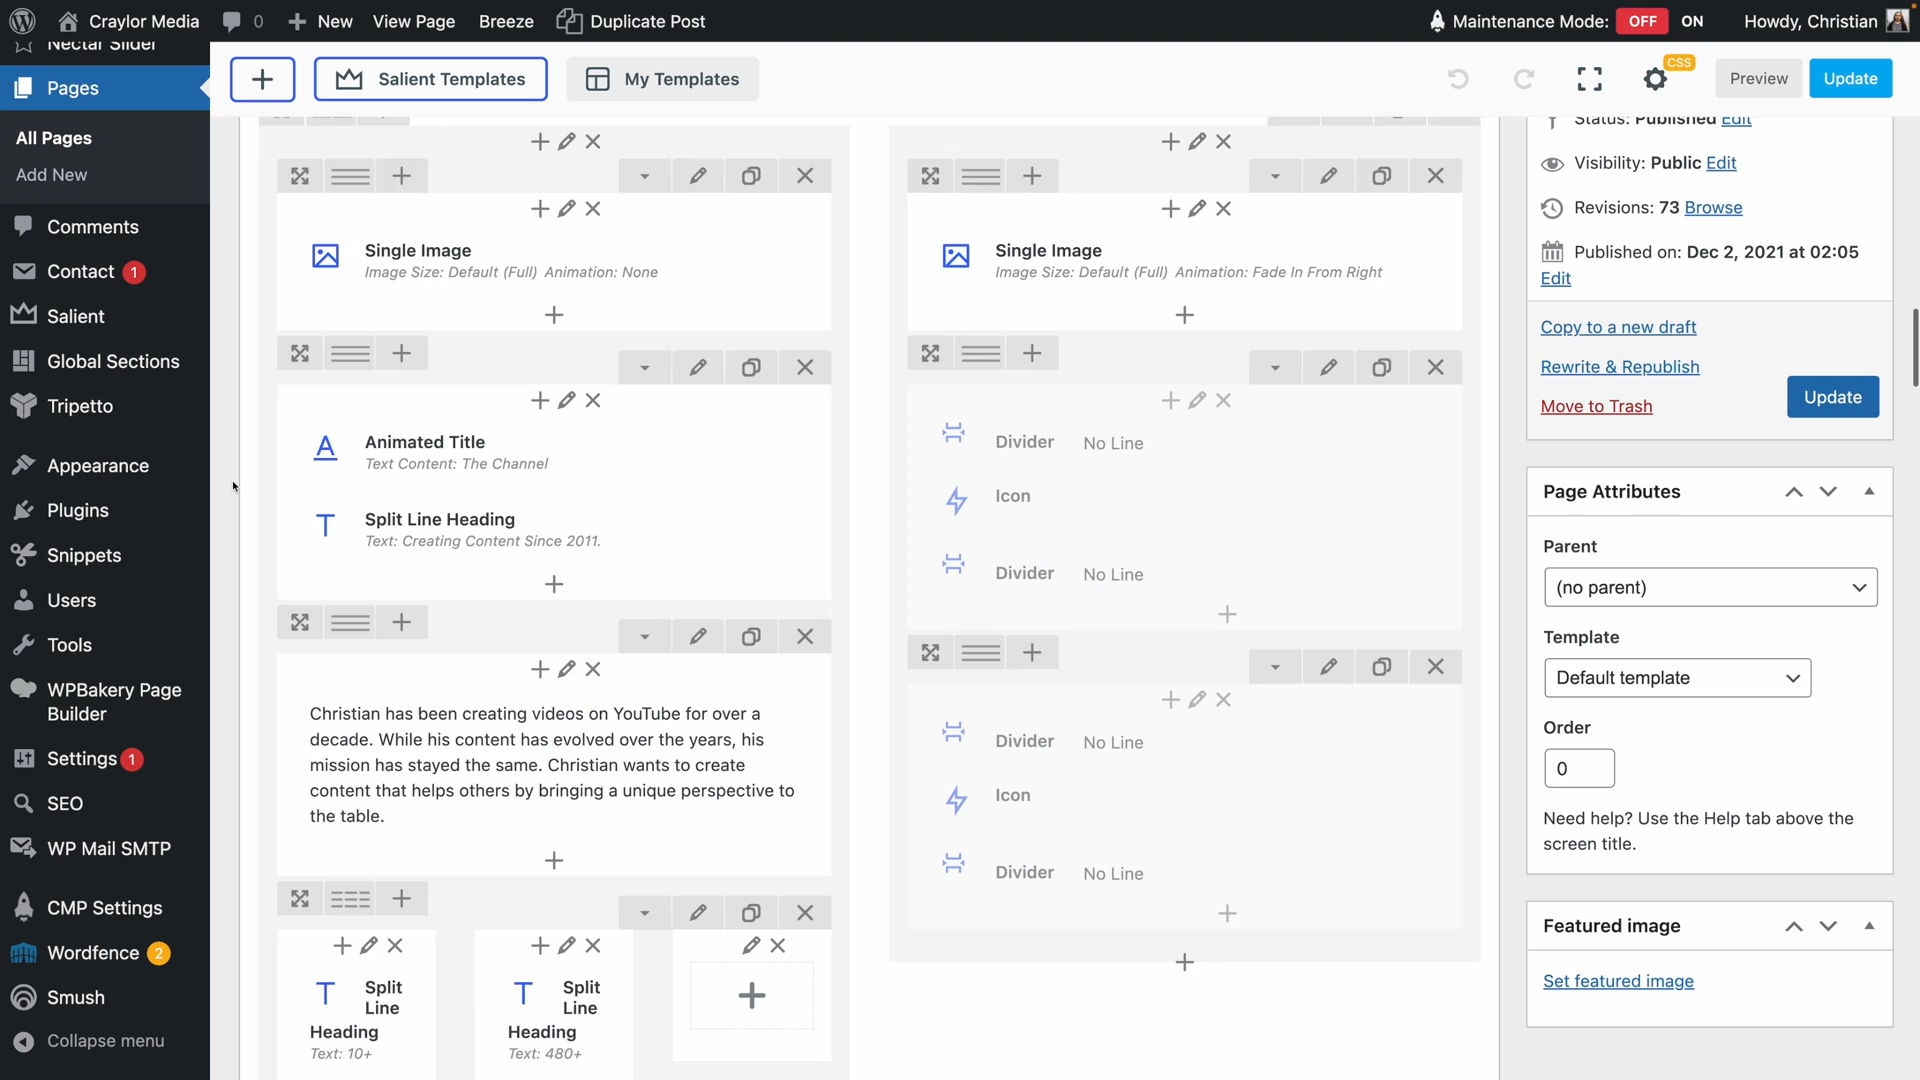 Craylor Media
0
New
View Page
Breeze
Duplicate Post
Maintenance Mode:
OFF
ON
Howdy, Christian
Nectar Slider
Pages
All Pages
Add New
Comments
Contact 1
Salient
Global Sections
Tripetto
Appearance
Plugins
Snippets
Users
Tools
WPBakery Page
Builder
Settings 1
SEO
WP Mail SMTP
CMP Settings
Wordfence 2
Smush
Collapse menu
Salient Templates
My Templates
CSS
Preview
Update
Single Image
Image Size: Default (Full) Animation: None
Animated Title
Text Content: The Channel
Split Line Heading
Text: Creating Content Since 2011.
Christian has been creating videos on YouTube for over a
decade. While his content has evolved over the years, his
mission has stayed the same. Christian wants to create
content that helps others by bringing a unique perspective to
the table.
Split
Line
Heading
Text: 10+
Split
Line
Heading
Text: 480+
Single Image
Image Size: Default (Full) Animation: Fade In From Right
Divider No Line
Icon
Divider No Line
Divider No Line
Icon
Divider No Line
Status: Published Edit
Visibility: Public Edit
Revisions: 73 Browse
Published on: Dec 2, 2021 at 02:05
Edit
Copy to a new draft
Rewrite & Republish
Move to Trash
Update
Page Attributes
Parent
(no parent)
Template
Default template
Order
0
Need help? Use the Help tab above the
screen title.
Featured image
Set featured image